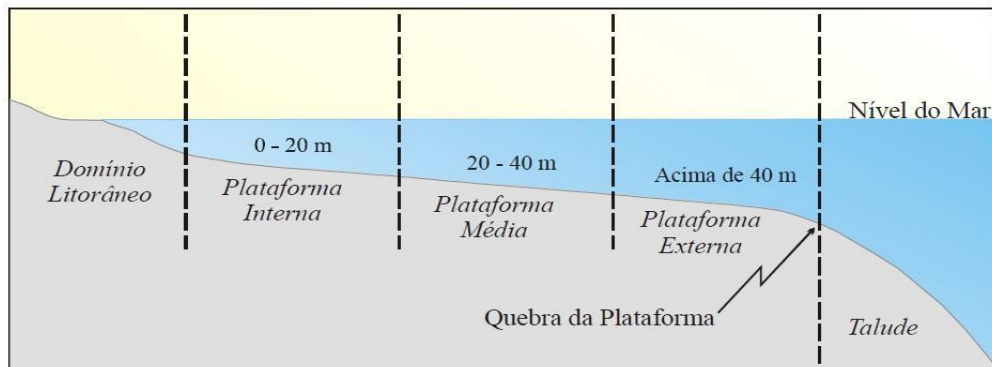 Nível do Mar
0 - 20 m
20 - 40 m
Acima de 40 m
Domínio
Litorâneo
Plataforma
Interna
Plataforma
Média
Plataforma
Externa
Quebra da Plataforma
Talude